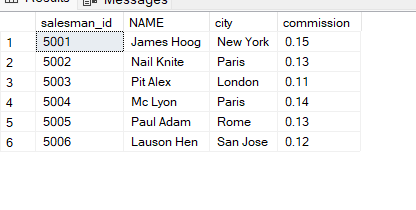 Results Messages
salesman_id NAME city commission
1 5001 James Hoog New York 0.15
2 5002 Nail Knite Paris 0.13
3 5003 Pit Alex London 0.11
4 5004 Mc Lyon Paris 0.14
5 5005 Paul Adam Rome 0.13
6 5006 Lauson Hen San Jose 0.12